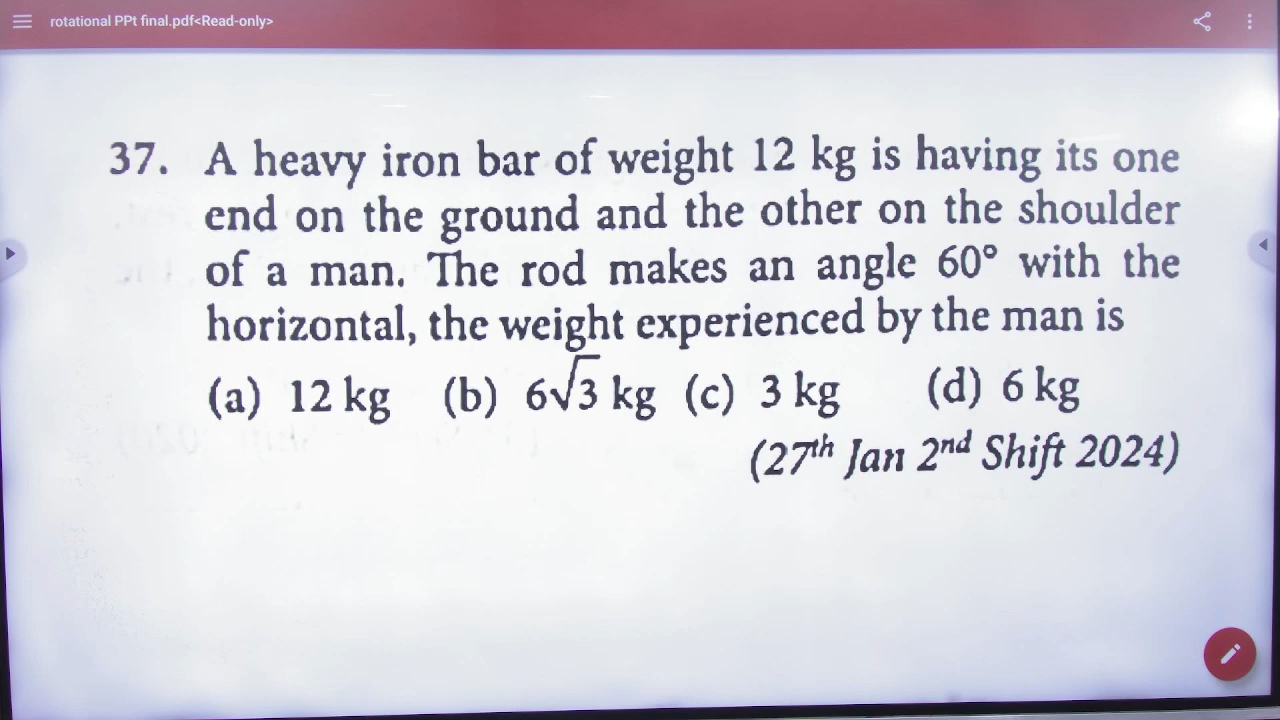 rotational PPt final.pdf<Read-only>
37. A heavy iron bar of weight 12 kg is having its one
end on the ground and the other on the shoulder
of a man. The rod makes an angle 60° with the
horizontal, the weight experienced by the man is
(a) 12 kg (b) 6√3 kg (c) 3 kg (d) 6 kg
(27th Jan 2nd Shift 2024)